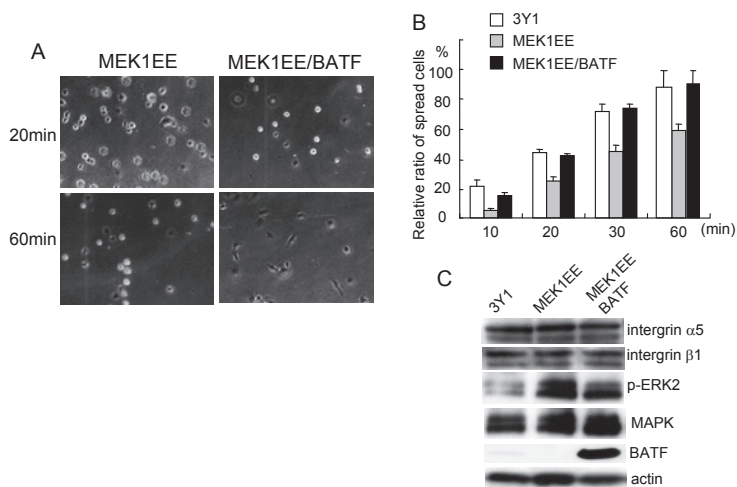 A
MEK1EE
MEK1EE/BATF
20min
60min
B
3Y1
MEK1EE
MEK1EE/BATF
Relative ratio of spread cells
%
100
80
60
40
20
0
10
20
30
60
(min)
C
3Y1
MEK1EE
MEK1EE
BATF
intergrin α5
intergrin β1
p-ERK2
MAPK
BATF
actin